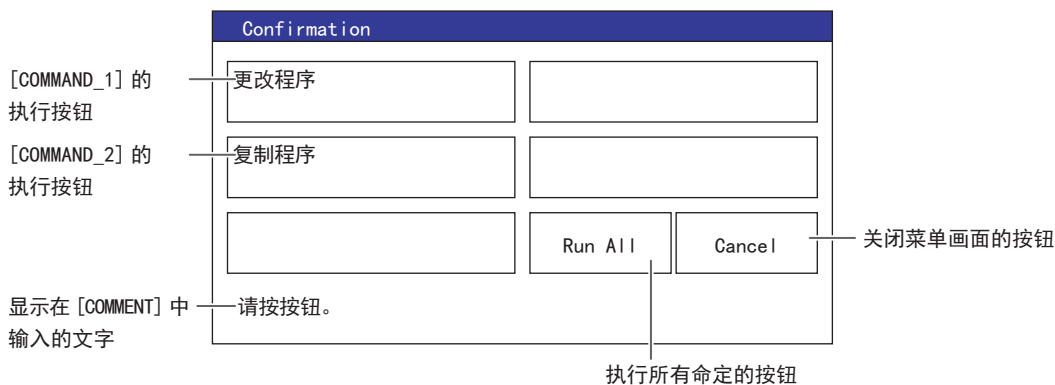 Confirmation
[COMMAND_1] 的
执行按钮
更改程序
[COMMAND_2] 的
执行按钮
复制程序
Run All
Cancel
关闭菜单画面的按钮
显示在 [COMMENT] 中
输入的文字
请按按钮。
执行所有命定的按钮